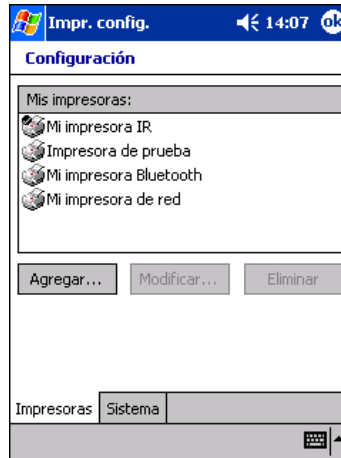 Impr. config. 14:07 ok
Configuración
Mis impresoras:
Mi impresora IR
Impresora de prueba
Mi impresora Bluetooth
Mi impresora de red
Agregar... Modificar... Eliminar
Impresoras Sistema